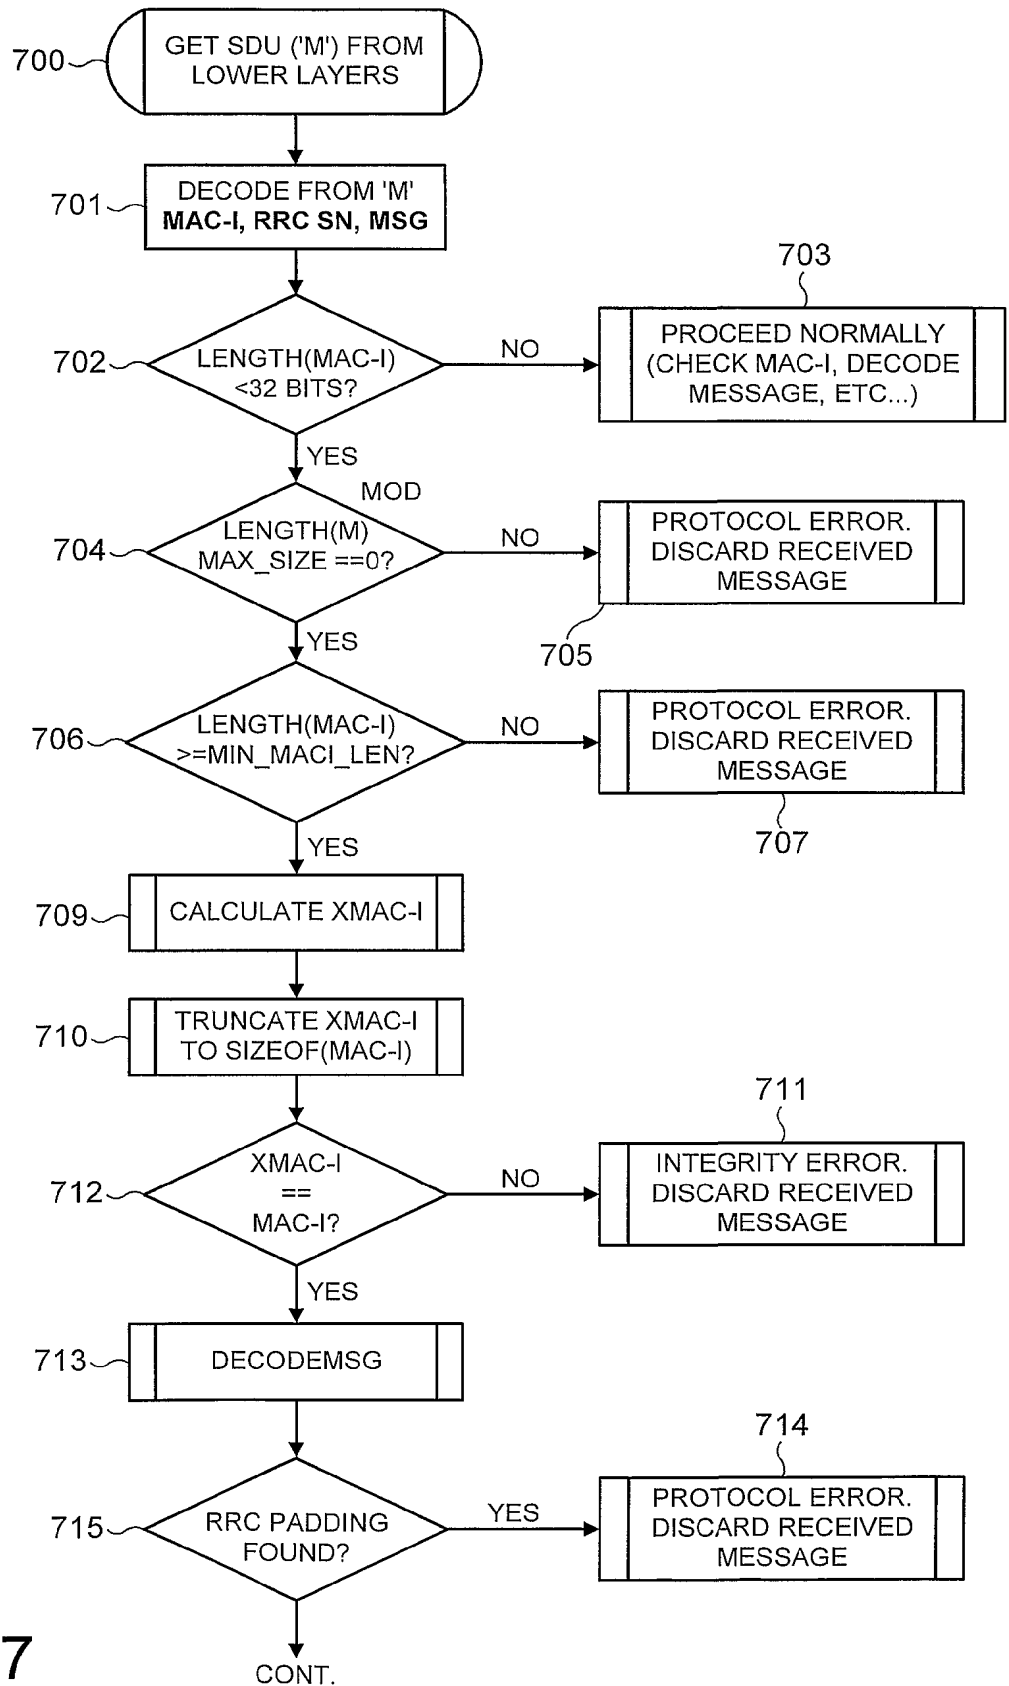 700
GET SDU ('M') FROM
LOWER LAYERS
701
DECODE FROM 'M'
MAC-I, RRC SN, MSG
702
LENGTH(MAC-I)
<32 BITS?
NO
703
PROCEED NORMALLY
(CHECK MAC-I, DECODE
MESSAGE, ETC...)
YES
704
MOD
LENGTH(M)
MAX_SIZE ==0?
NO
PROTOCOL ERROR.
DISCARD RECEIVED
MESSAGE
705
YES
706
LENGTH(MAC-I)
>=MIN_MACI_LEN?
NO
PROTOCOL ERROR.
DISCARD RECEIVED
MESSAGE
707
YES
709
CALCULATE XMAC-I
710
TRUNCATE XMAC-I
TO SIZEOF(MAC-I)
712
XMAC-I
==
MAC-I?
NO
711
INTEGRITY ERROR.
DISCARD RECEIVED
MESSAGE
YES
713
DECODEMSG
715
RRC PADDING
FOUND?
YES
714
PROTOCOL ERROR.
DISCARD RECEIVED
MESSAGE
CONT.
7